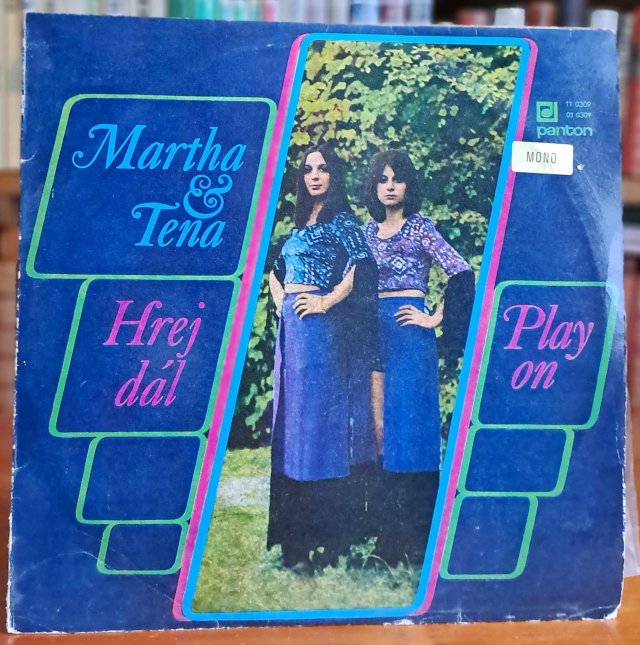 Martha
&
Tena
Hrej
dál
Play
on
11 0309
01 0309
panton
MONO